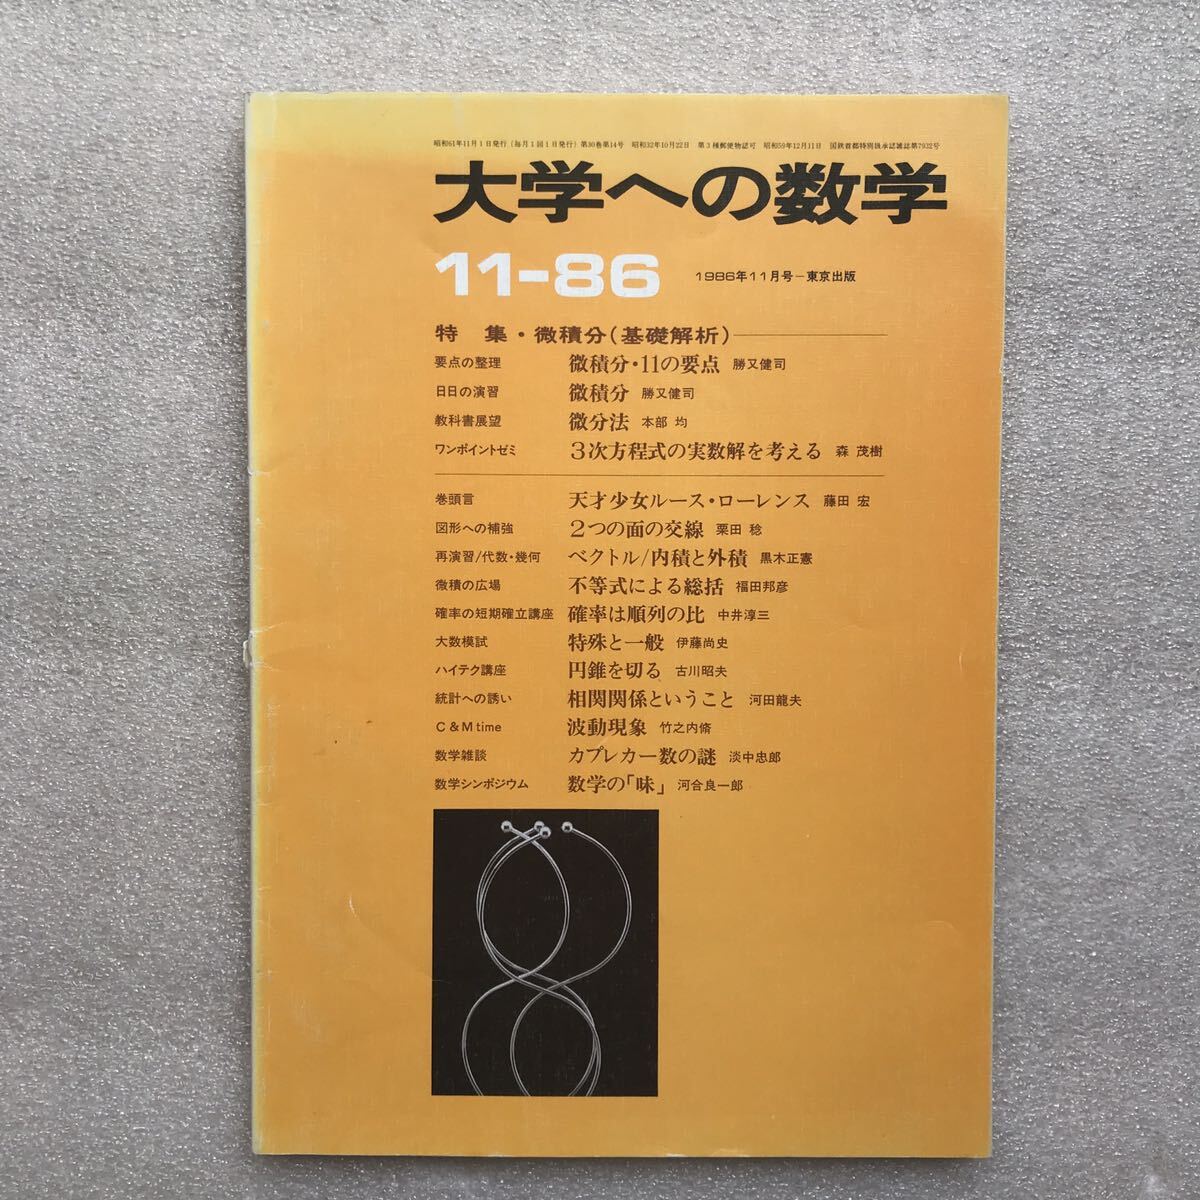 昭和61年11月1日発行(毎月1回1日発行)第30巻第14号 昭和32年10月22日 第3種郵便物認可 昭和59年12月11日 国鉄首都特別扱承認雑誌第7932号
大学への数学
11-86 1986年11月号-東京出版
特 集・微積分(基礎解析)
要点の整理 微積分・11の要点 勝又健司
日日の演習 微積分 勝又健司
教科書展望 微分法 本部 均
ワンポイントゼミ 3次方程式の実数解を考える 森 茂樹
巻頭言 天才少女ルース・ローレンス 藤田 宏
図形への補強 2つの面の交線 栗田 稔
再演習/代数・幾何 ベクトル/内積と外積 黒木正憲
微積の広場 不等式による総括 福田邦彦
確率の短期確立講座 確率は順列の比 中井淳三
大数模試 特殊と一般 伊藤尚史
ハイテク講座 円錐を切る 古川昭夫
統計への誘い 相関関係ということ 河田龍夫
C&M time 波動現象 竹之内脩
数学雑談 カプレカー数の謎 淡中忠郎
数学シンポジウム 数学の「味」 河合良一郎